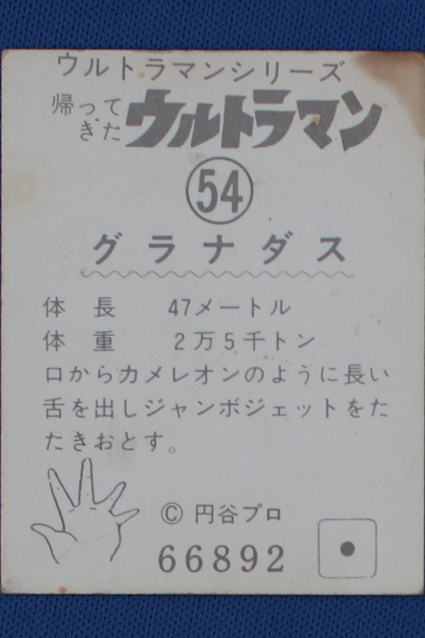 ウルトラマンシリーズ
帰ってきた ウルトラマン
54
グラナダス
体長 47メートル
体重 2万5千トン
口からカメレオンのように長い
舌を出しジャンボジェットをた
たきおとす。
© 円谷プロ
66892